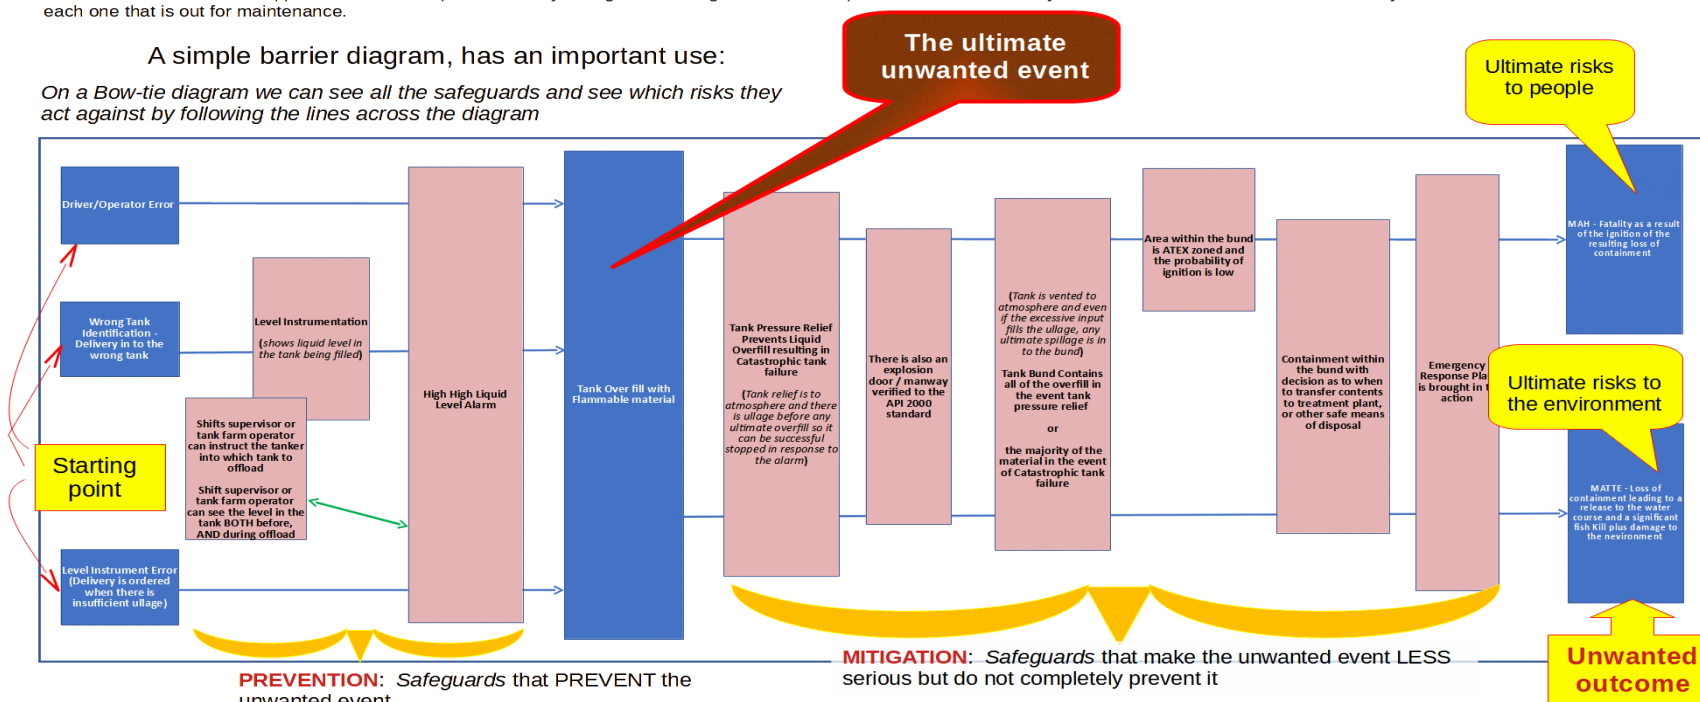 each one that is out for maintenance.
A simple barrier diagram, has an important use:
On a Bow-tie diagram we can see all the safeguards and see which risks they
act against by following the lines across the diagram
The ultimate
unwanted event
Ultimate risks
to people
Driver/Operator Error
Wrong Tank
Identification -
Delivery in to the
wrong tank
Level Instrumentation
(shows liquid level in
the tank being filled)
Shifts supervisor or
tank farm operator
can instruct the tanker
into which tank to
offload
Shift supervisor or
tank farm operator
can see the level in the
tank BOTH before,
AND during offload
Starting
point
Level Instrument Error
(Delivery is ordered
when there is
insufficient ullage)
High High Liquid
Level Alarm
Tank Over fill with
Flammable material
Tank Pressure Relief
Prevents Liquid
Overfill resulting in
Catastrophic tank
failure
(Tank relief is to
atmosphere and there
is ullage before any
ultimate overfill so it
can be successful
stopped in response to
the alarm)
There is also an
explosion
door / manway
verified to the
API 2000
standard
(Tank is vented to
atmosphere and even
if the excessive input
fills the ullage, any
ultimate spillage is in
to the bund)
Tank Bund Contains
all of the overfill in
the event tank
pressure relief
or
the majority of the
material in the event
of Catastrophic tank
failure
Area within the bund
is ATEX zoned and
the probability of
ignition is low
Containment within
the bund with
decision as to when
to transfer contents
to treatment plant,
or other safe means
of disposal
Emergency
Response Plan
is brought in
action
MAH - Fatality as a result
of the ignition of the
resulting loss of
containment
Ultimate risks to
the environment
MATTE - Loss of
containment leading to a
release to the water
course and a significant
fish Kill plus damage to
the nevironment
PREVENTION: Safeguards that PREVENT the
unwanted event
MITIGATION: Safeguards that make the unwanted event LESS
serious but do not completely prevent it
Unwanted
outcome